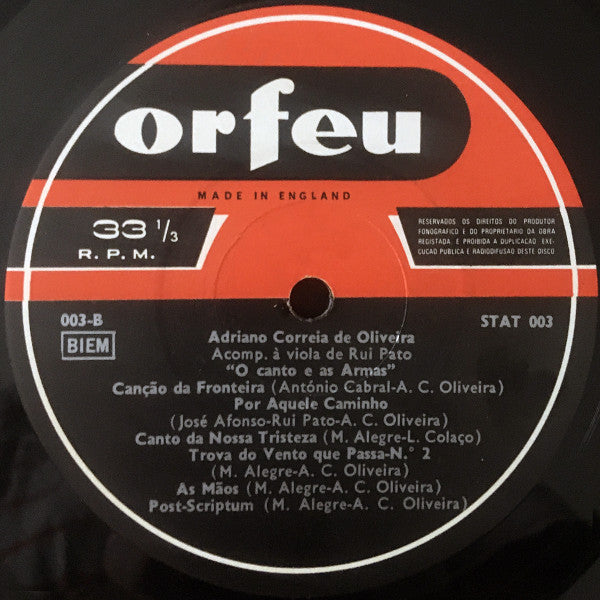 orfeu
MADE IN ENGLAND
33 1/3
R. P. M.
RESERVADOS OS DIREITOS DO PRODUTOR
FONOGRAFICO E DO PROPRIETARIO DA OBRA
REGISTADA. E PROIBIDA A DUPLICAÇAO. EXE-
CUÇAO PUBLICA E RADIODIFUSAO DESTE DISCO
003-B
BIEM
STAT 003
Adriano Correia de Oliveira
Acomp. à viola de Rui Pato
"O canto e as Armas"
Canção da Fronteira (António Cabral-A. C. Oliveira)
Por Aquele Caminho
(José Afonso-Rui Pato-A. C. Oliveira)
Canto da Nossa Tristeza (M. Alegre-L. Colaço)
Trova do Vento que Passa-N.° 2
(M. Alegre-A. C. Oliveira)
As Mãos (M. Alegre-A. C. Oliveira)
Post-Scriptum (M. Alegre-A. C. Oliveira)